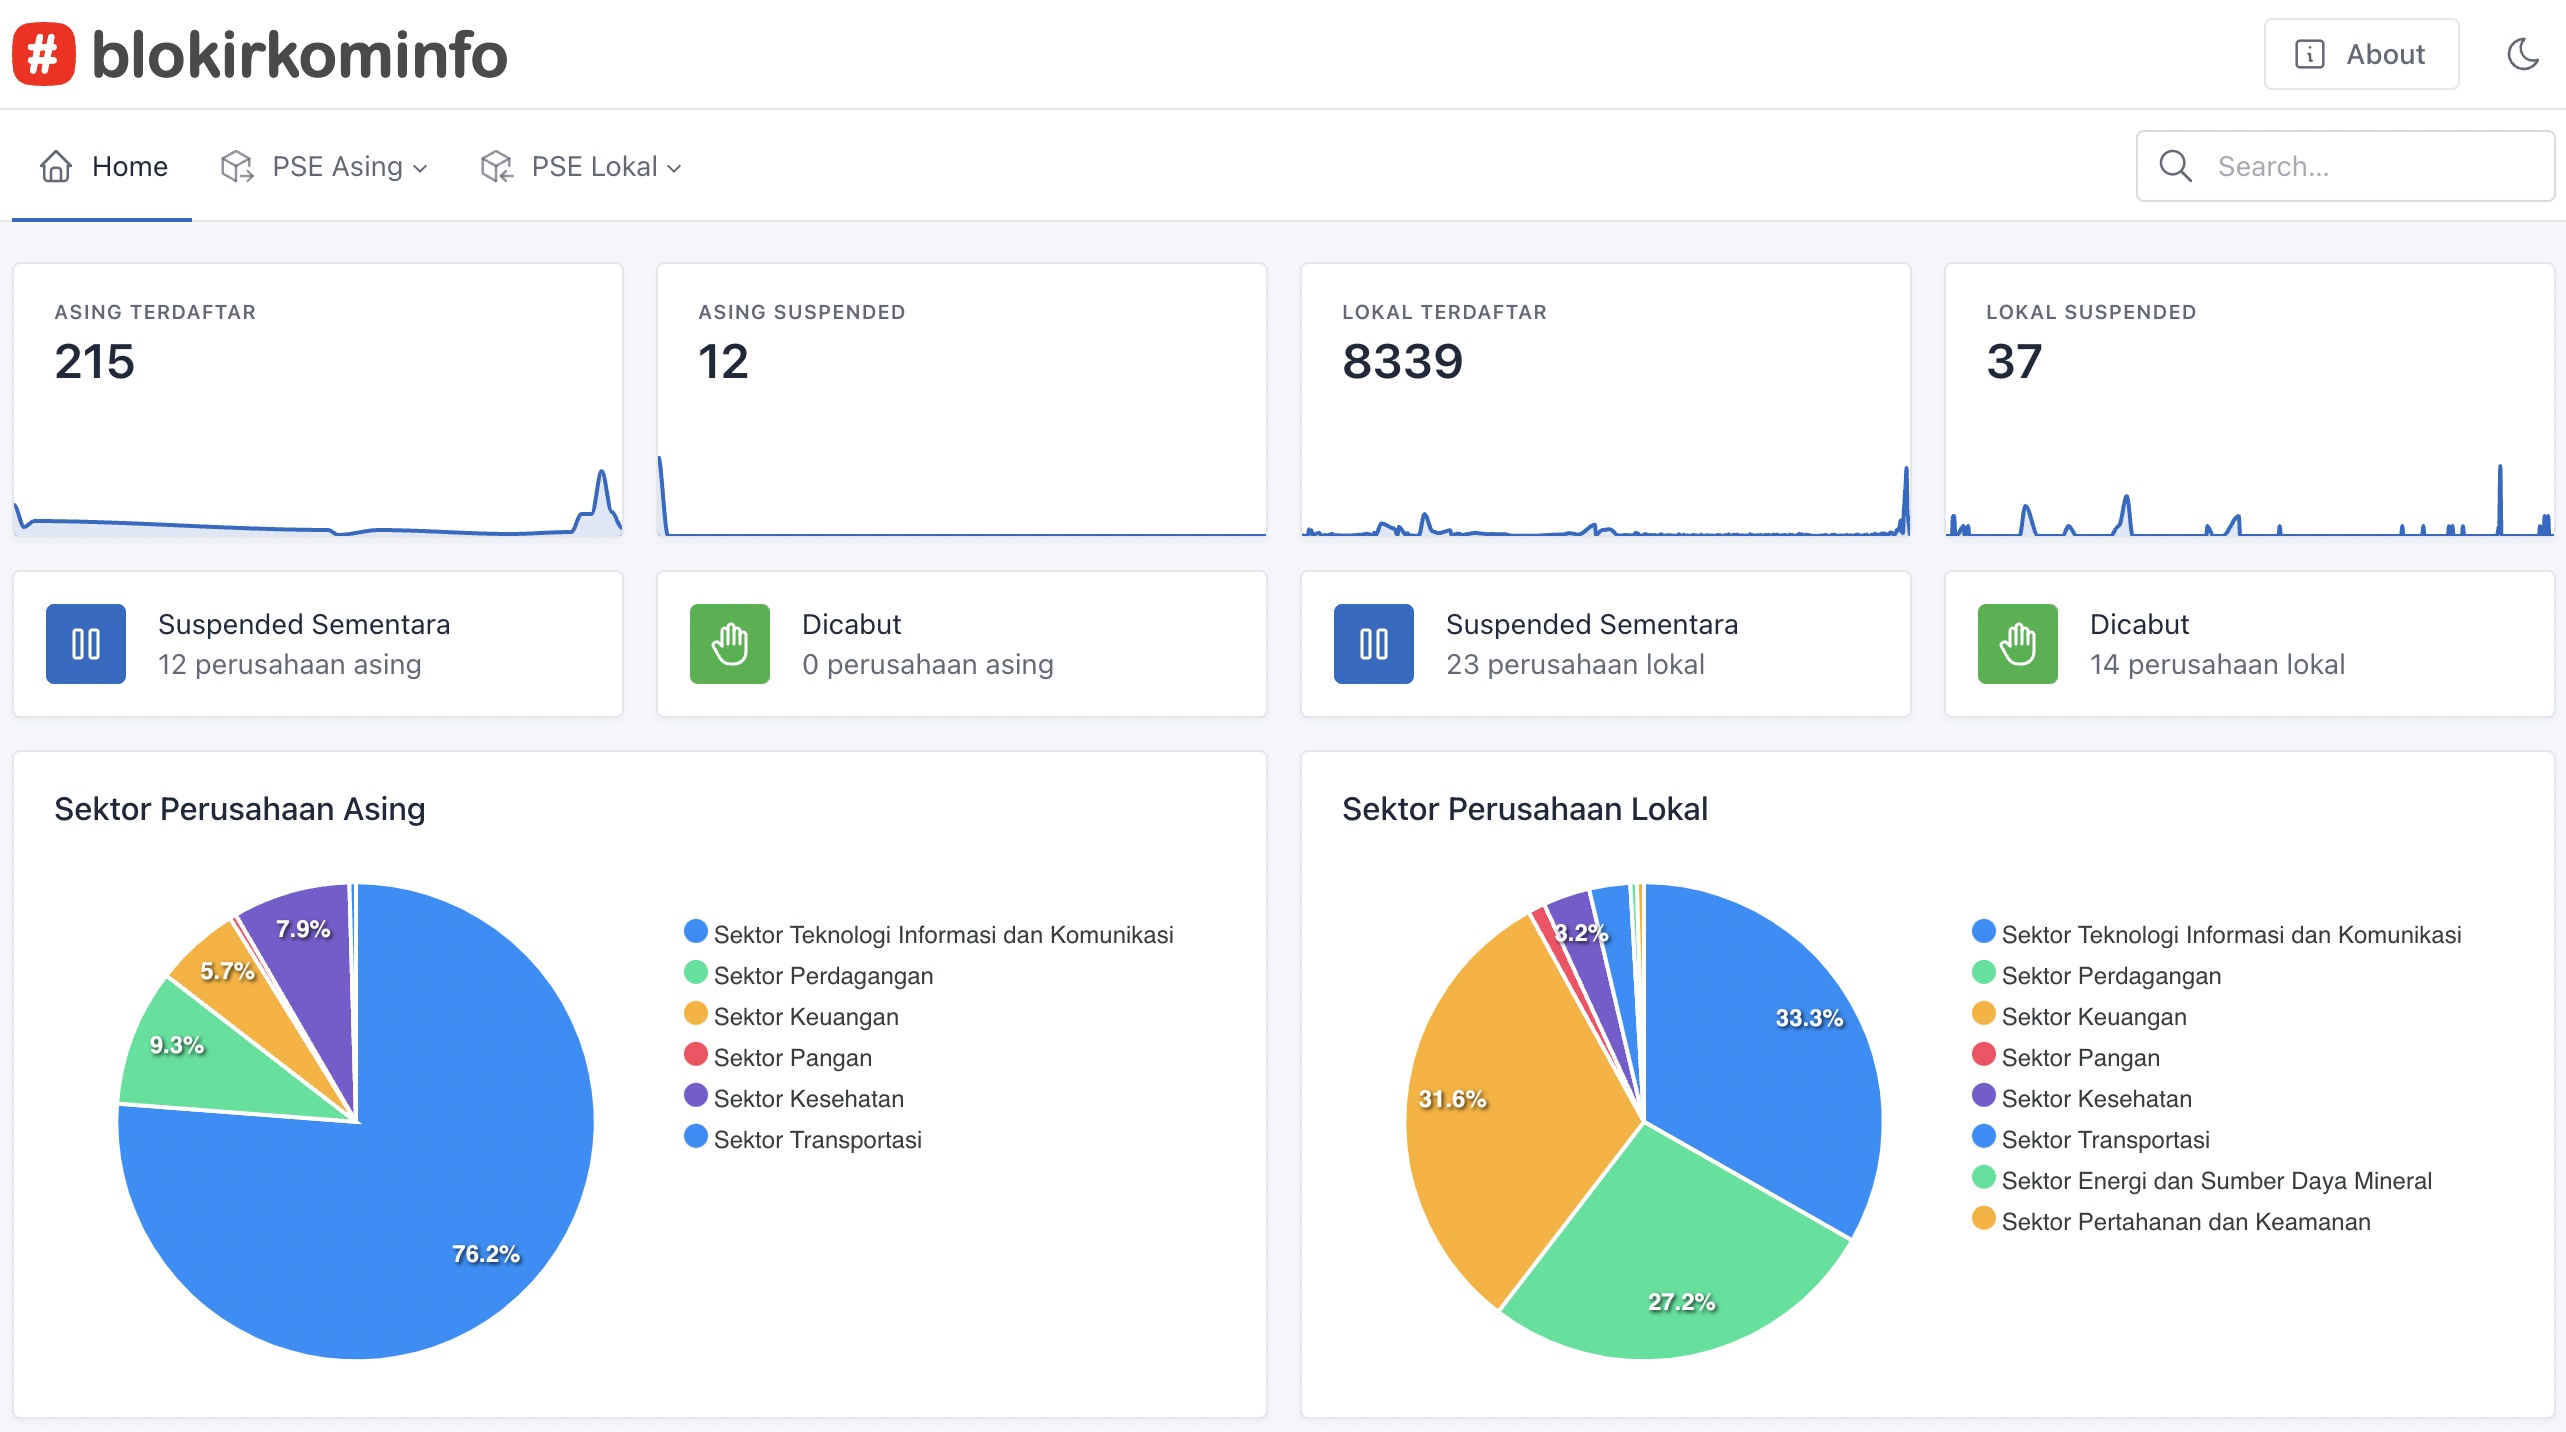 # blokirkominfo
About
Home
PSE Asing
PSE Lokal
Search...
ASING TERDAFTAR
215
ASING SUSPENDED
12
LOKAL TERDAFTAR
8339
LOKAL SUSPENDED
37
Suspended Sementara
12 perusahaan asing
Dicabut
0 perusahaan asing
Suspended Sementara
23 perusahaan lokal
Dicabut
14 perusahaan lokal
Sektor Perusahaan Asing
7.9%
5.7%
9.3%
76.2%
Sektor Teknologi Informasi dan Komunikasi
Sektor Perdagangan
Sektor Keuangan
Sektor Pangan
Sektor Kesehatan
Sektor Transportasi
Sektor Perusahaan Lokal
3.2%
33.3%
31.6%
27.2%
Sektor Teknologi Informasi dan Komunikasi
Sektor Perdagangan
Sektor Keuangan
Sektor Pangan
Sektor Kesehatan
Sektor Transportasi
Sektor Energi dan Sumber Daya Mineral
Sektor Pertahanan dan Keamanan